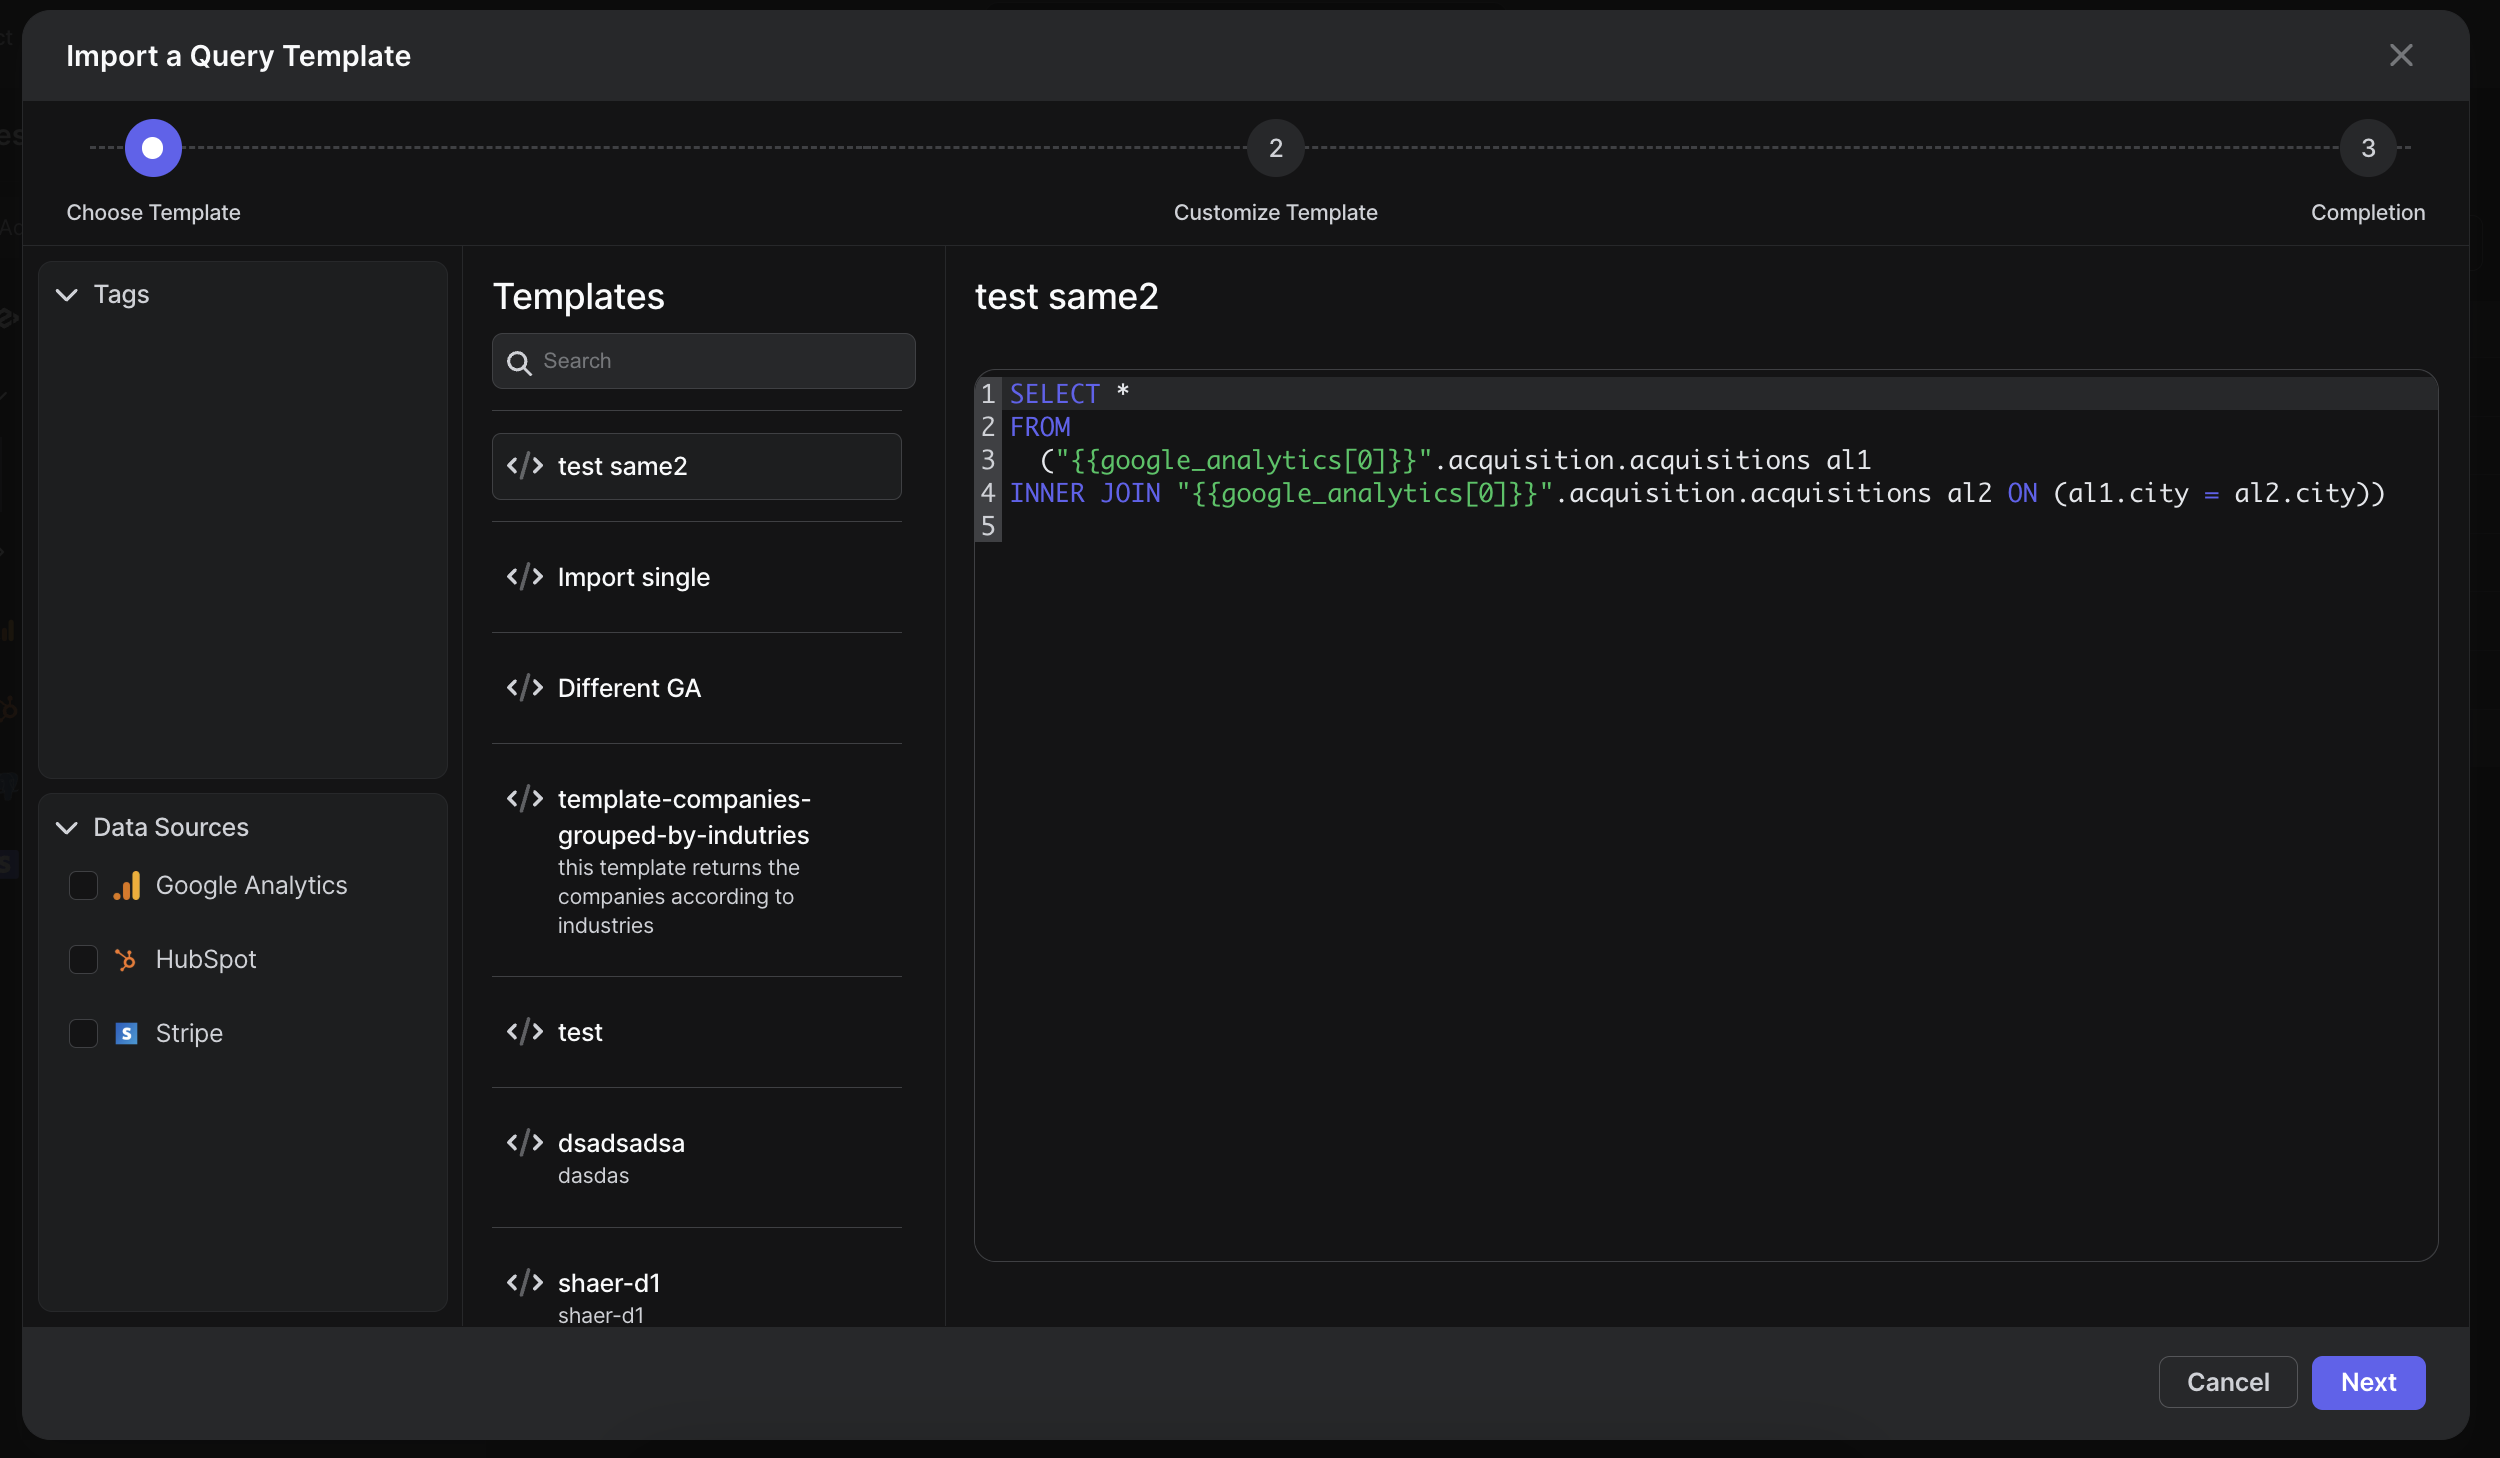 Import a Query Template
2
3
Choose Template
Customize Template
Completion
Tags
Data Sources
Google Analytics
HubSpot
Stripe
Templates
Search
test same2
Import single
Different GA
template-companies-
grouped-by-indutries
this template returns the
companies according to
industries
test
dsadsadsa
dasdas
shaer-d1
shaer-d1
test same2
1 SELECT *
2 FROM
3   ("{{google_analytics[0]}}".acquisition.acquisitions al1
4 INNER JOIN "{{google_analytics[0]}}".acquisition.acquisitions al2 ON (al1.city = al2.city))
5
Cancel
Next